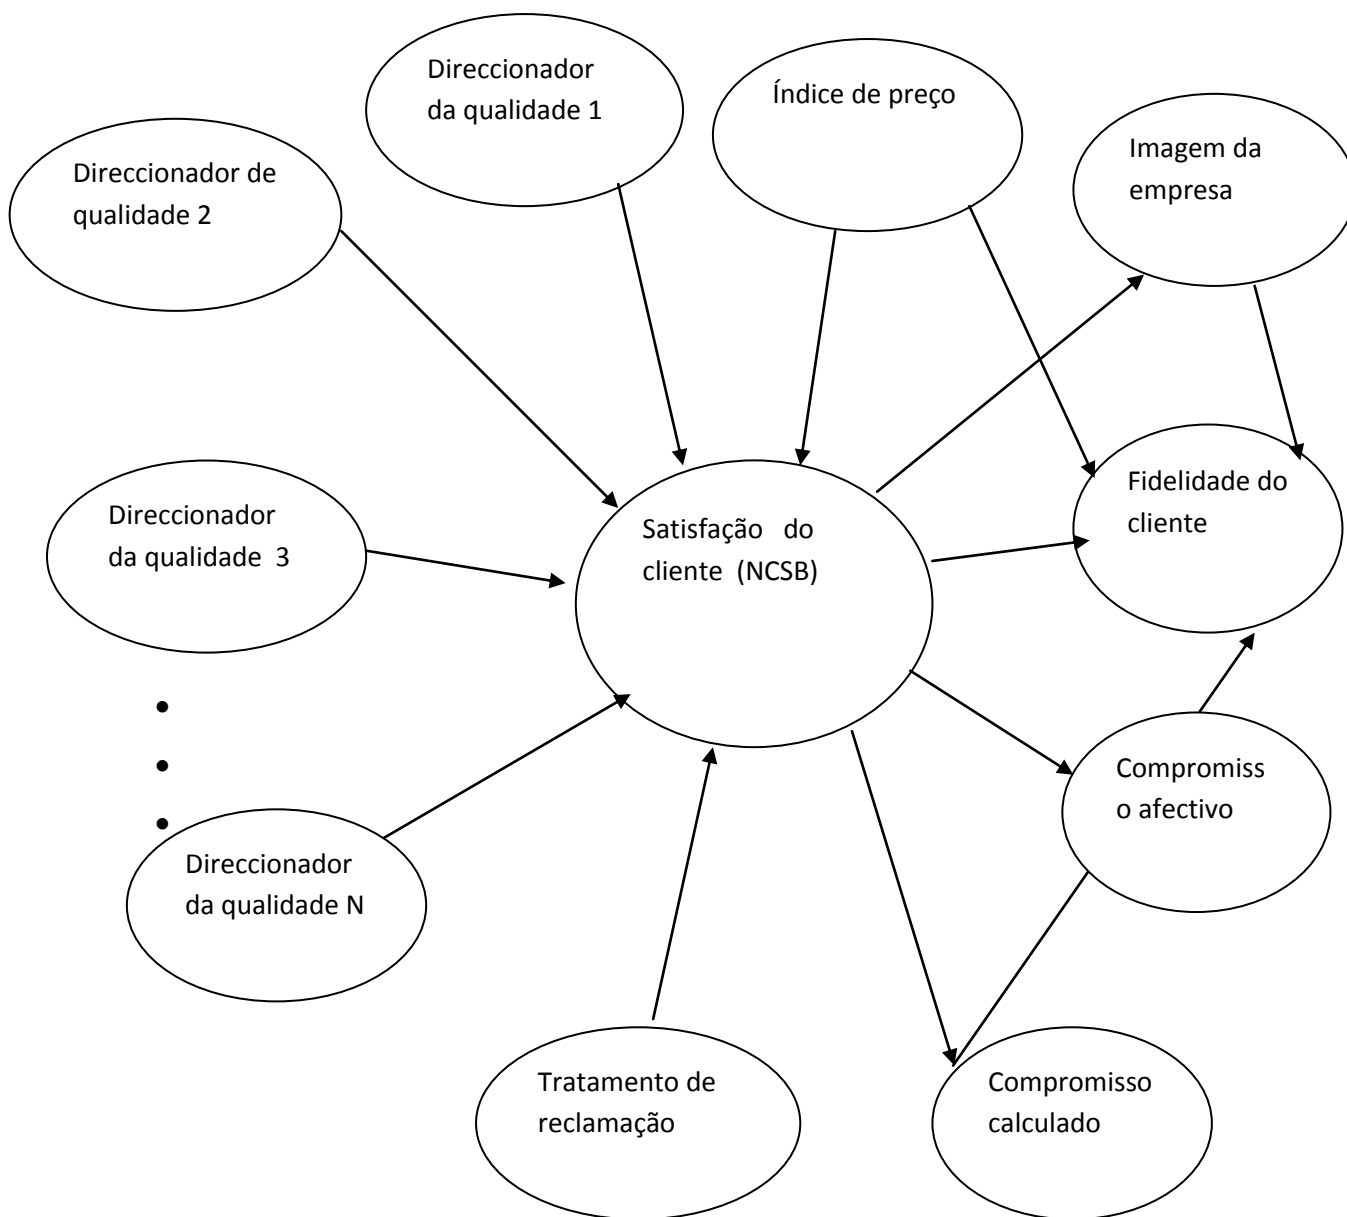 Direccionador
da qualidade 1
Índice de preço
Imagem da
empresa
Direccionador de
qualidade 2
Direccionador
da qualidade 3
Satisfação do
cliente (NCSB)
Fidelidade do
cliente
Compromiss
o afectivo
Direccionador
da qualidade N
Tratamento de
reclamação
Compromisso
calculado